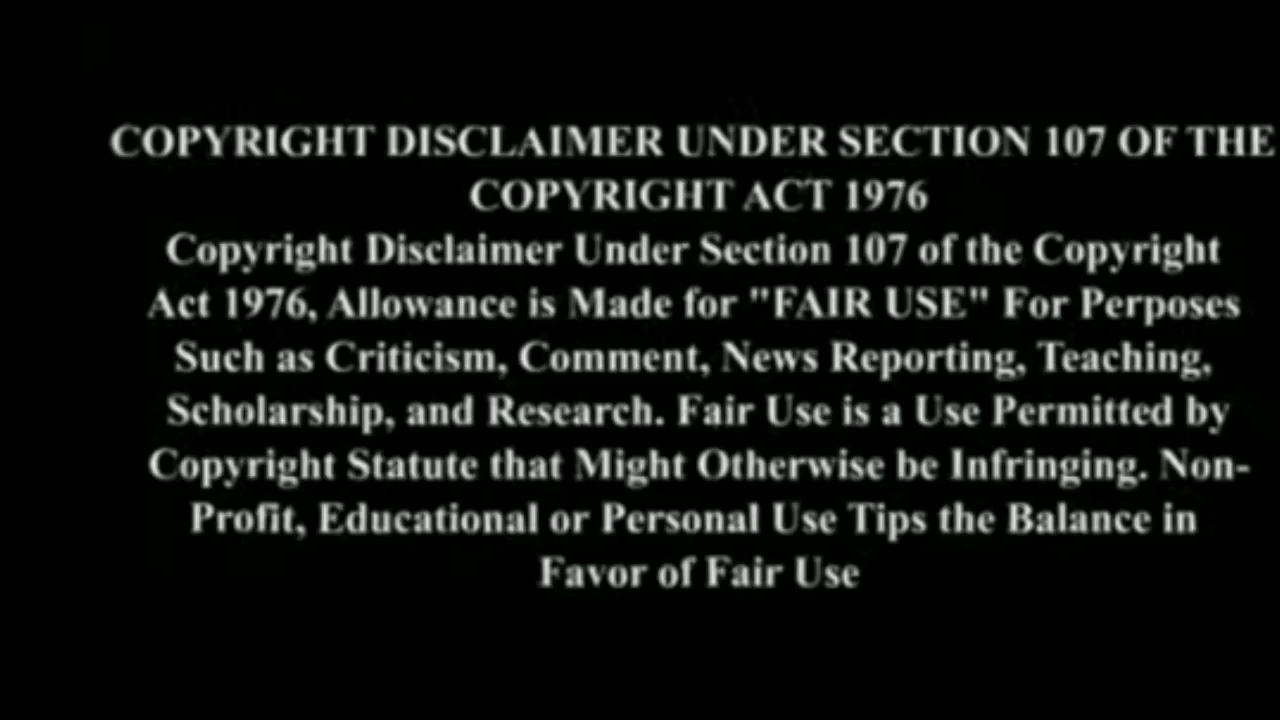 COPYRIGHT DISCLAIMER UNDER SECTION 107 OF THE
COPYRIGHT ACT 1976
Copyright Disclaimer Under Section 107 of the Copyright
Act 1976, Allowance is Made for "FAIR USE" For Perposes
Such as Criticism, Comment, News Reporting, Teaching,
Scholarship, and Research. Fair Use is a Use Permitted by
Copyright Statute that Might Otherwise be Infringing. Non-
Profit, Educational or Personal Use Tips the Balance in
Favor of Fair Use